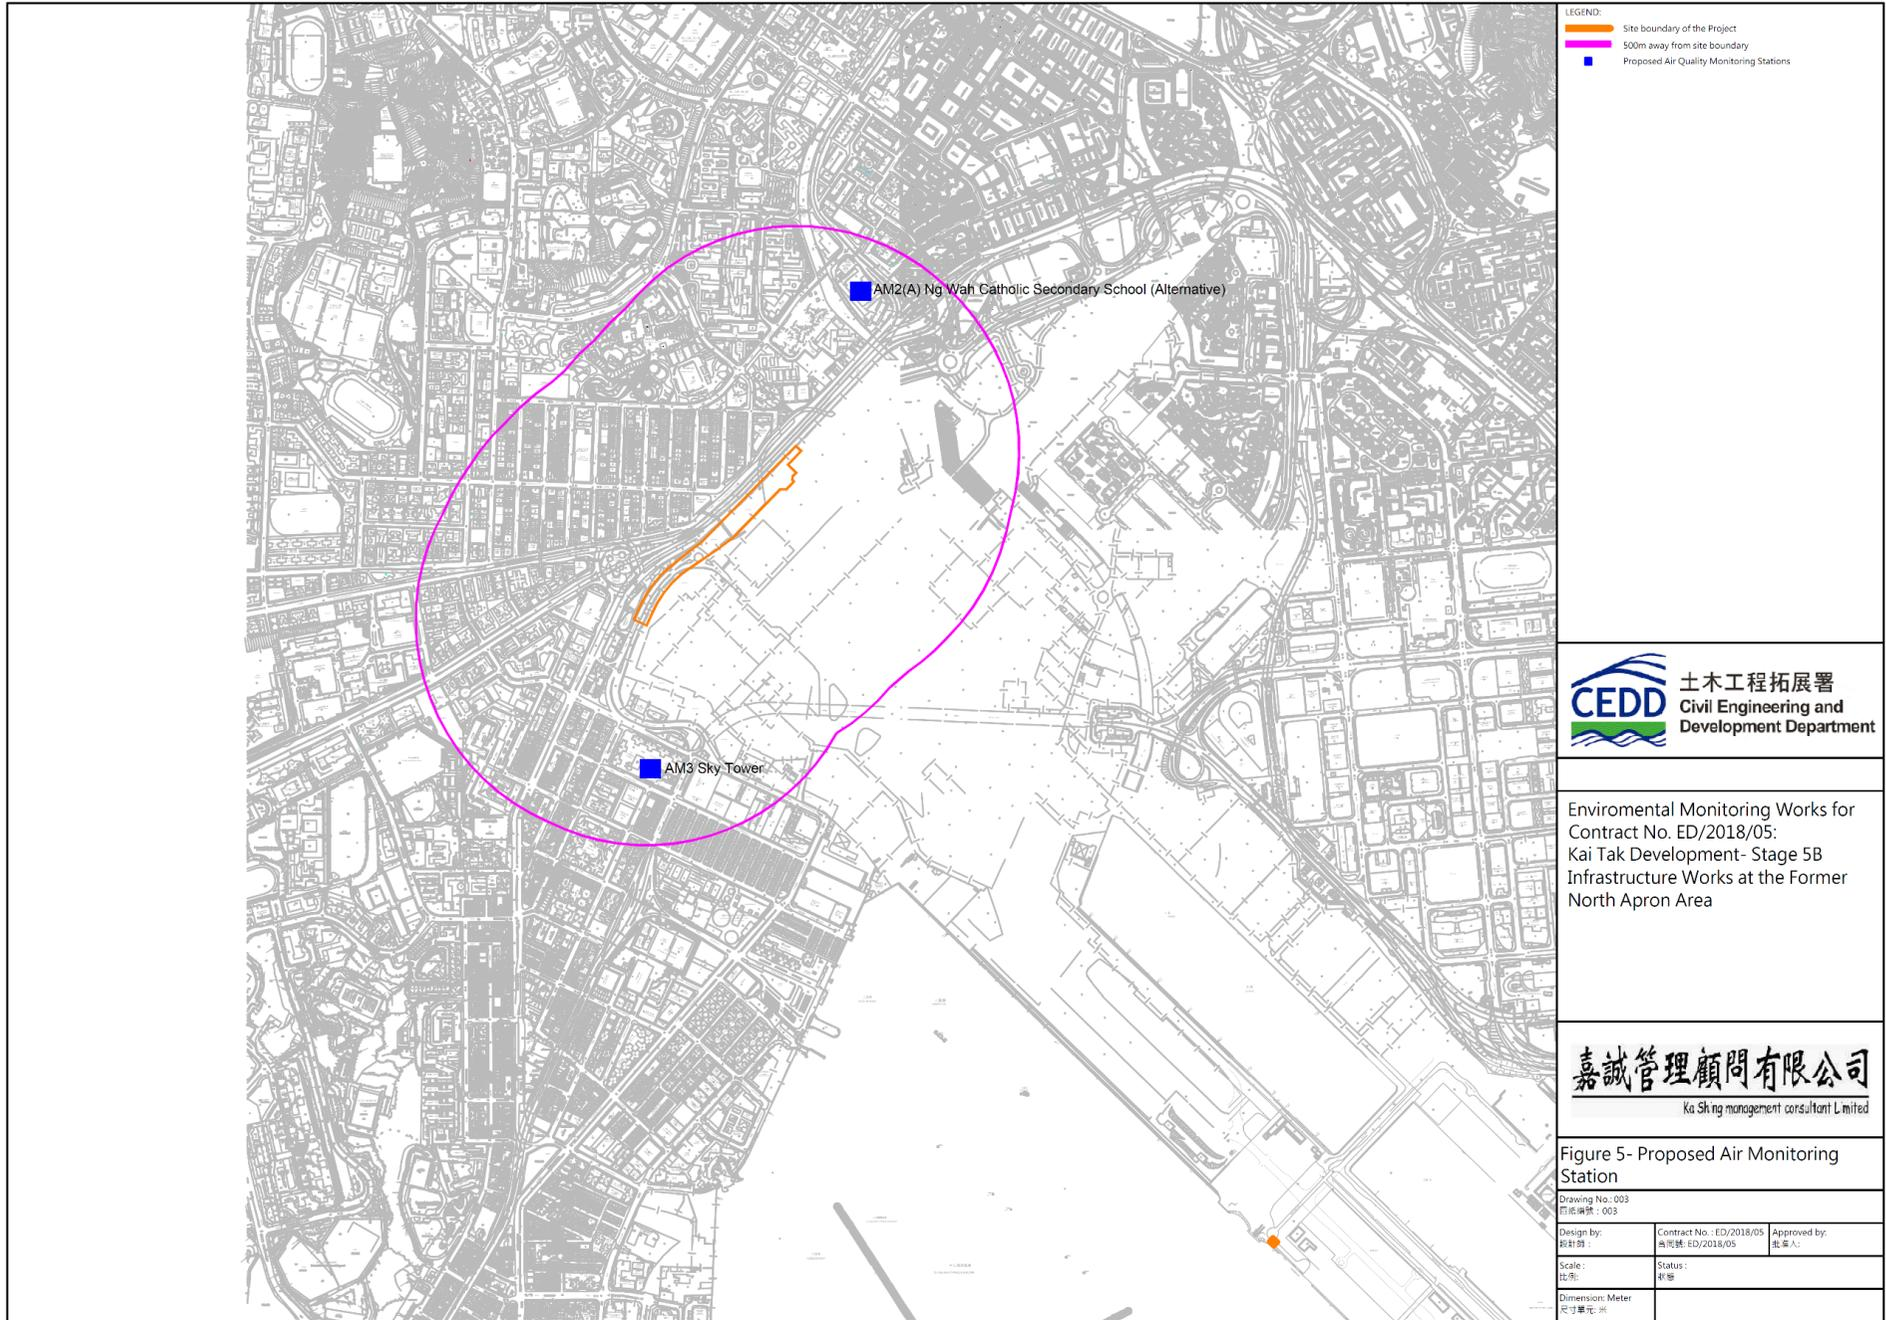 LEGEND:
Site boundary of the Project
500m away from site boundary
Proposed Air Quality Monitoring Stations
AM2(A) Ng Wah Catholic Secondary School (Alternative)
AM3 Sky Tower
CEDD
土木工程拓展署
Civil Engineering and
Development Department
Enviromental Monitoring Works for
Contract No. ED/2018/05:
Kai Tak Development- Stage 5B
Infrastructure Works at the Former
North Apron Area
嘉誠管理顧問有限公司
Ka Shing management consultant Limited
Figure 5- Proposed Air Monitoring
Station
Drawing No.: 003
圖紙編號：003
Design by:
設計師：
Contract No. : ED/2018/05
合同號: ED/2018/05
Approved by:
批准人:
Scale :
比例:
Status :
狀態
Dimension: Meter
尺寸單元: 米